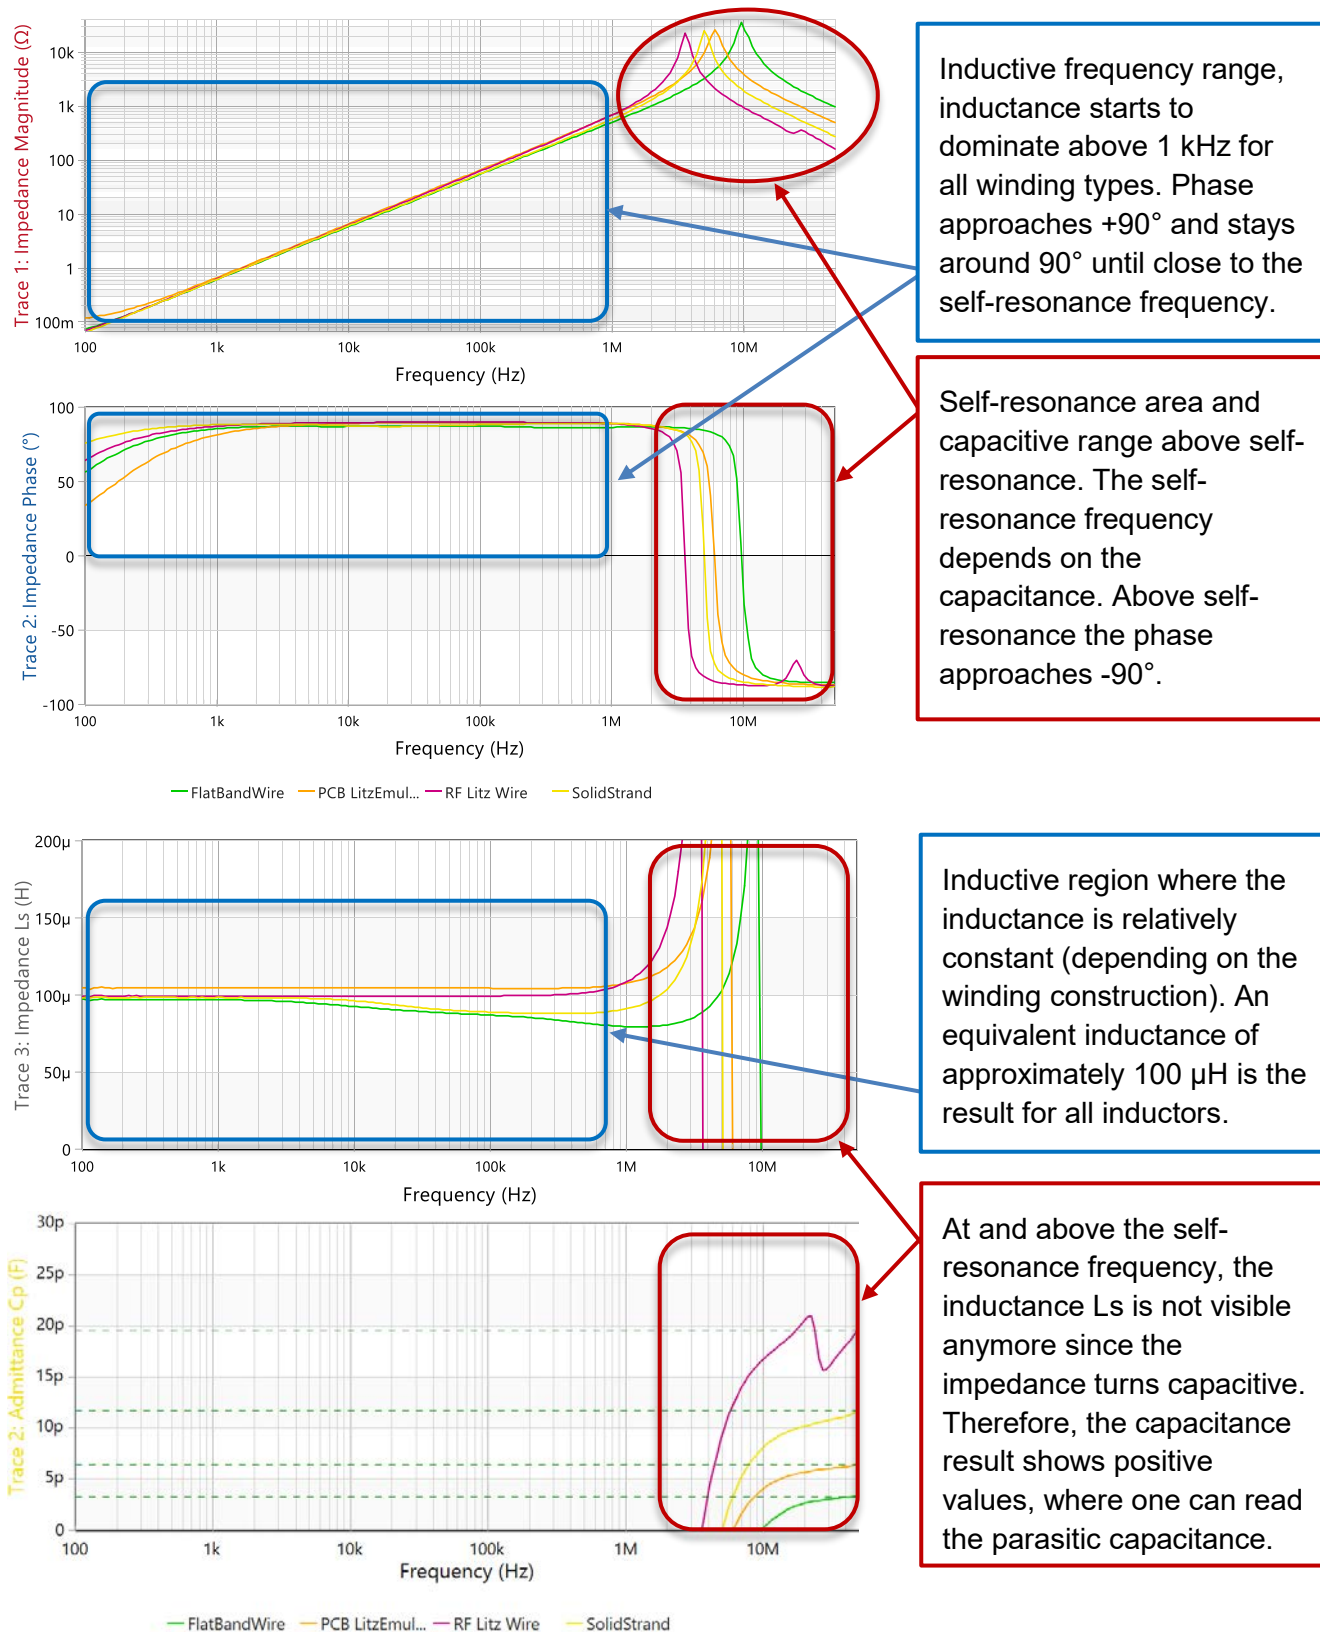 Trace 1: Impedance Magnitude (Ω)
10k
1k
100
10
1
100m
100
1k
10k
100k
1M
10M
Frequency (Hz)
Inductive frequency range,
inductance starts to
dominate above 1 kHz for
all winding types. Phase
approaches +90° and stays
around 90° until close to the
self-resonance frequency.
Trace 2: Impedance Phase (°)
100
50
0
-50
-100
100
1k
10k
100k
1M
10M
Frequency (Hz)
Self-resonance area and
capacitive range above self-
resonance. The self-
resonance frequency
depends on the
capacitance. Above self-
resonance the phase
approaches -90°.
FlatBandWire
PCB LitzEmul...
RF Litz Wire
SolidStrand
Trace 3: Impedance Ls (H)
200µ
150µ
100µ
50µ
0
100
1k
10k
100k
1M
10M
Frequency (Hz)
Inductive region where the
inductance is relatively
constant (depending on the
winding construction). An
equivalent inductance of
approximately 100 µH is the
result for all inductors.
Trace 2: Admittance Cp (F)
30p
25p
20p
15p
10p
5p
0
100
1k
10k
100k
1M
10M
Frequency (Hz)
At and above the self-
resonance frequency, the
inductance Ls is not visible
anymore since the
impedance turns capacitive.
Therefore, the capacitance
result shows positive
values, where one can read
the parasitic capacitance.
FlatBandWire
PCB LitzEmul...
RF Litz Wire
SolidStrand